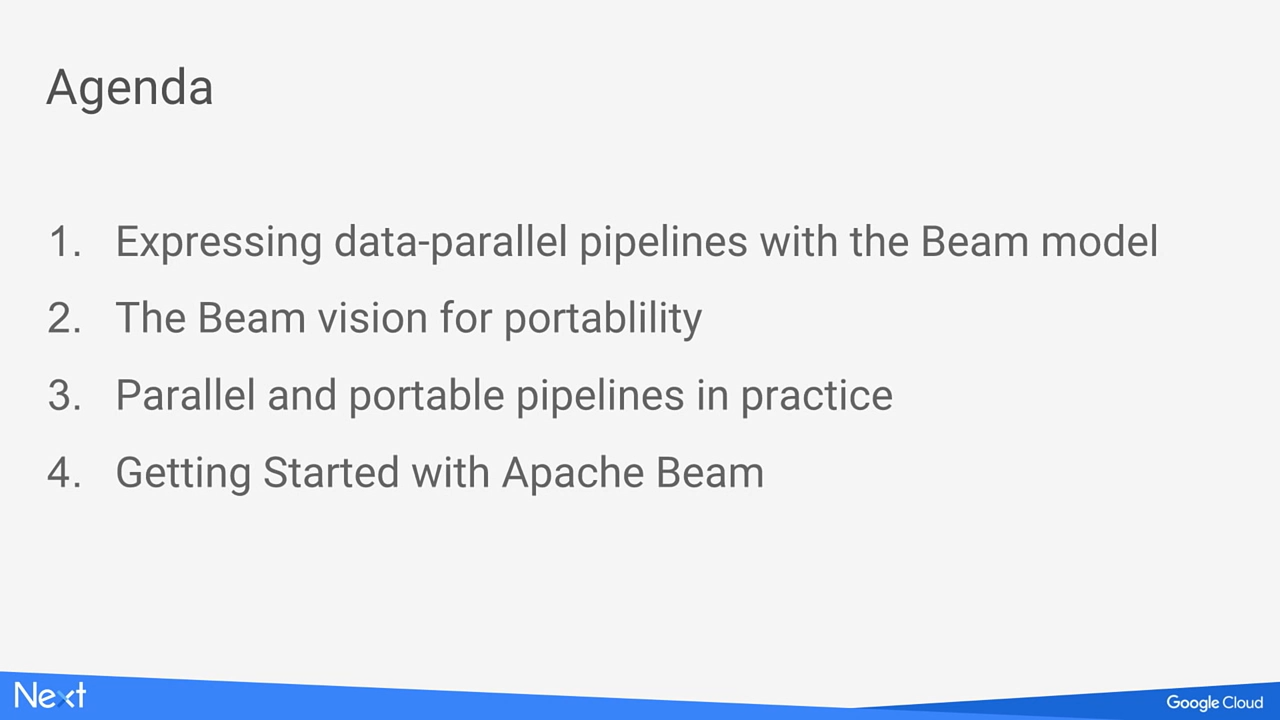 Agenda
1. Expressing data-parallel pipelines with the Beam model
2. The Beam vision for portablility
3. Parallel and portable pipelines in practice
4. Getting Started with Apache Beam
Next
Google Cloud